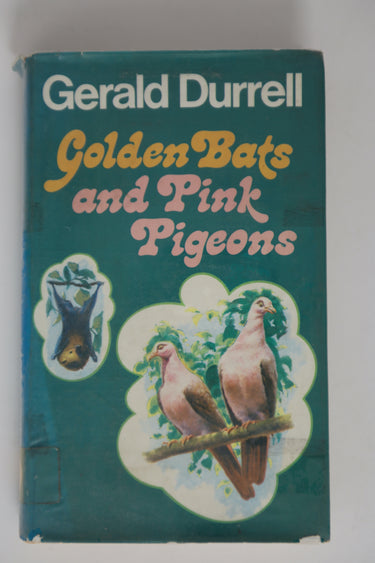 Gerald Durrell
Golden Bats
and Pink
Pigeons